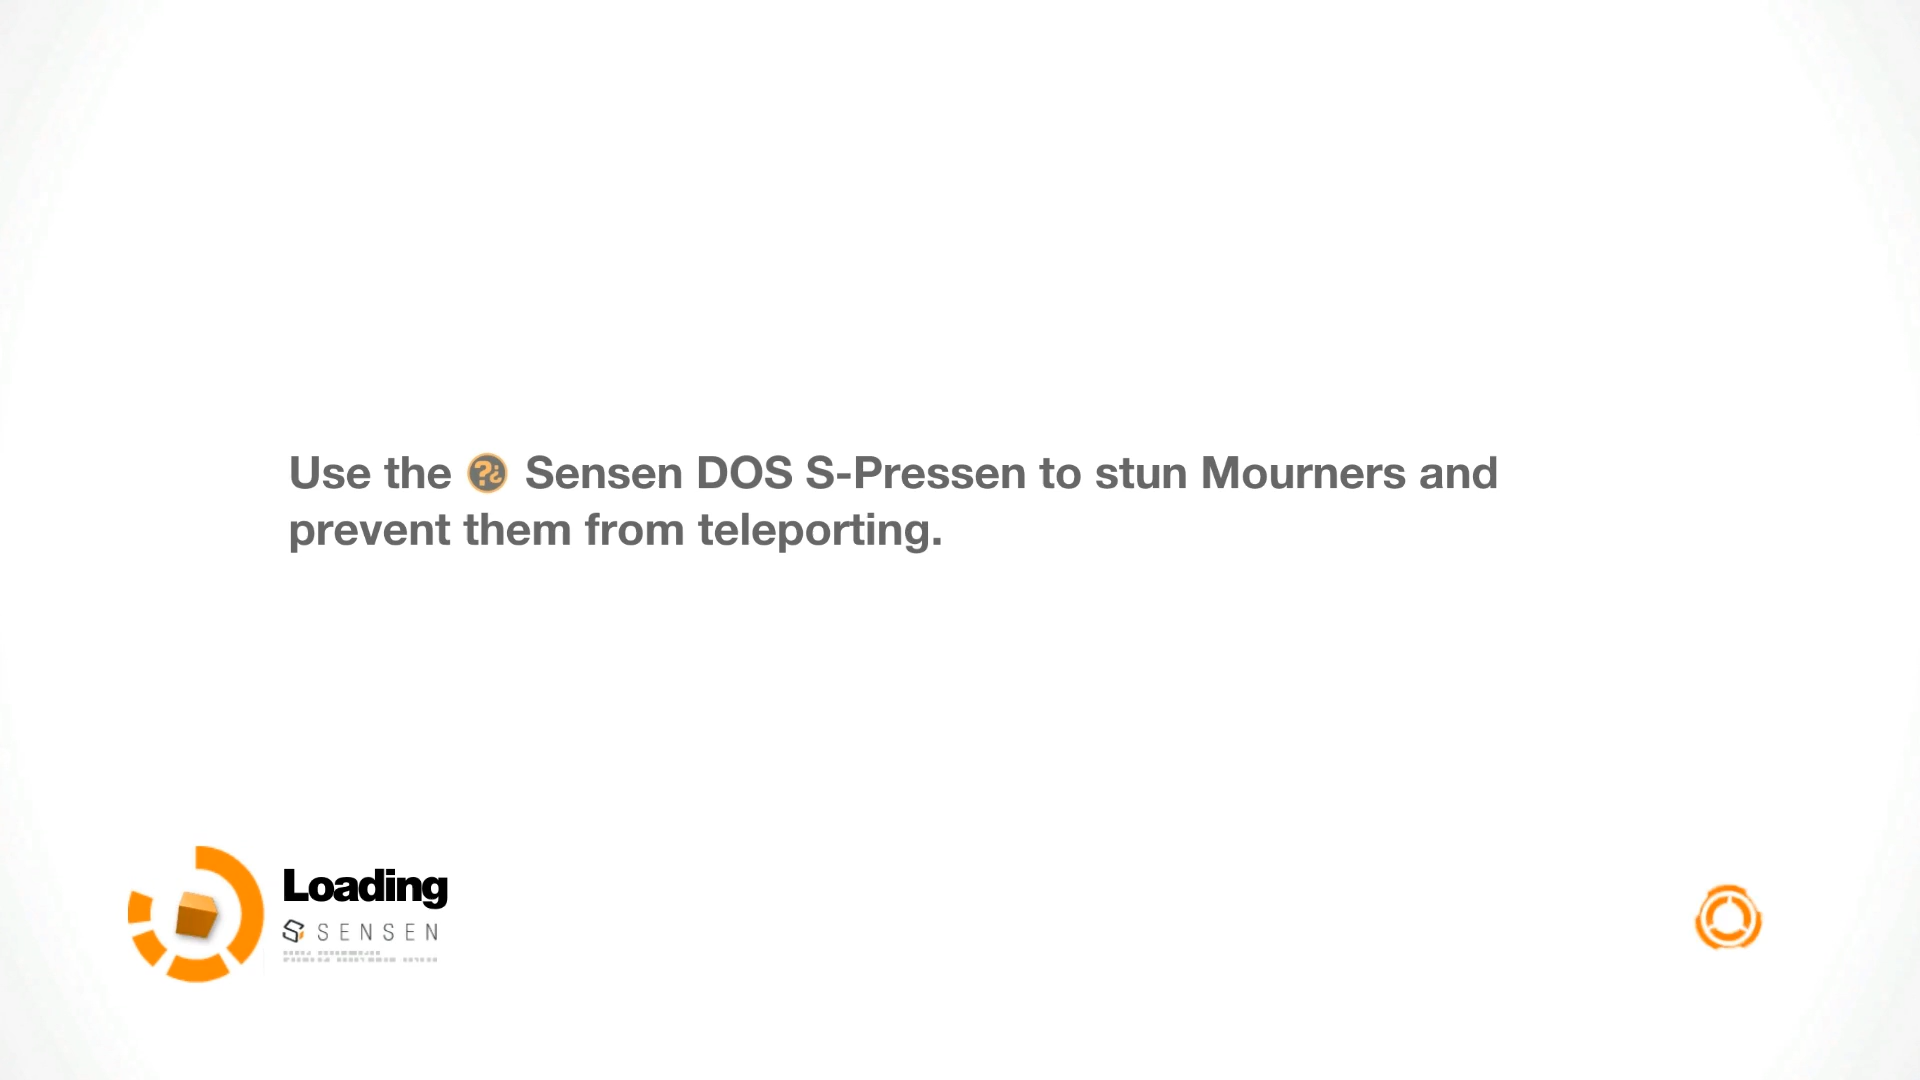 Use the Sensen DOS S-Pressen to stun Mourners and
prevent them from teleporting.
Loading
SENSEN